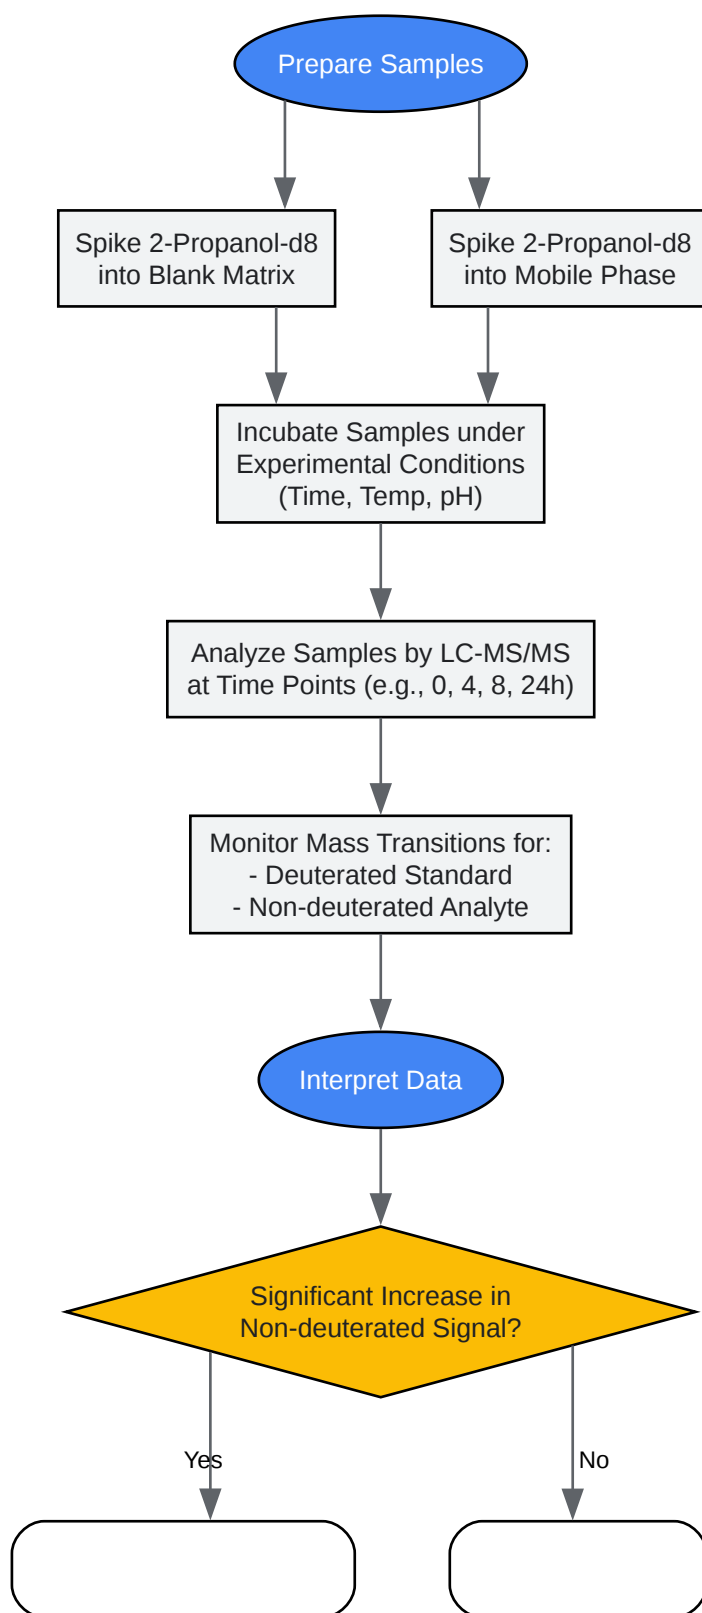 Prepare Samples
Spike 2-Propanol-d8
into Blank Matrix
Spike 2-Propanol-d8
into Mobile Phase
Incubate Samples under
Experimental Conditions
(Time, Temp, pH)
Analyze Samples by LC-MS/MS
at Time Points (e.g., 0, 4, 8, 24h)
Monitor Mass Transitions for:
- Deuterated Standard
- Non-deuterated Analyte
Interpret Data
Significant Increase in
Non-deuterated Signal?
Yes
No